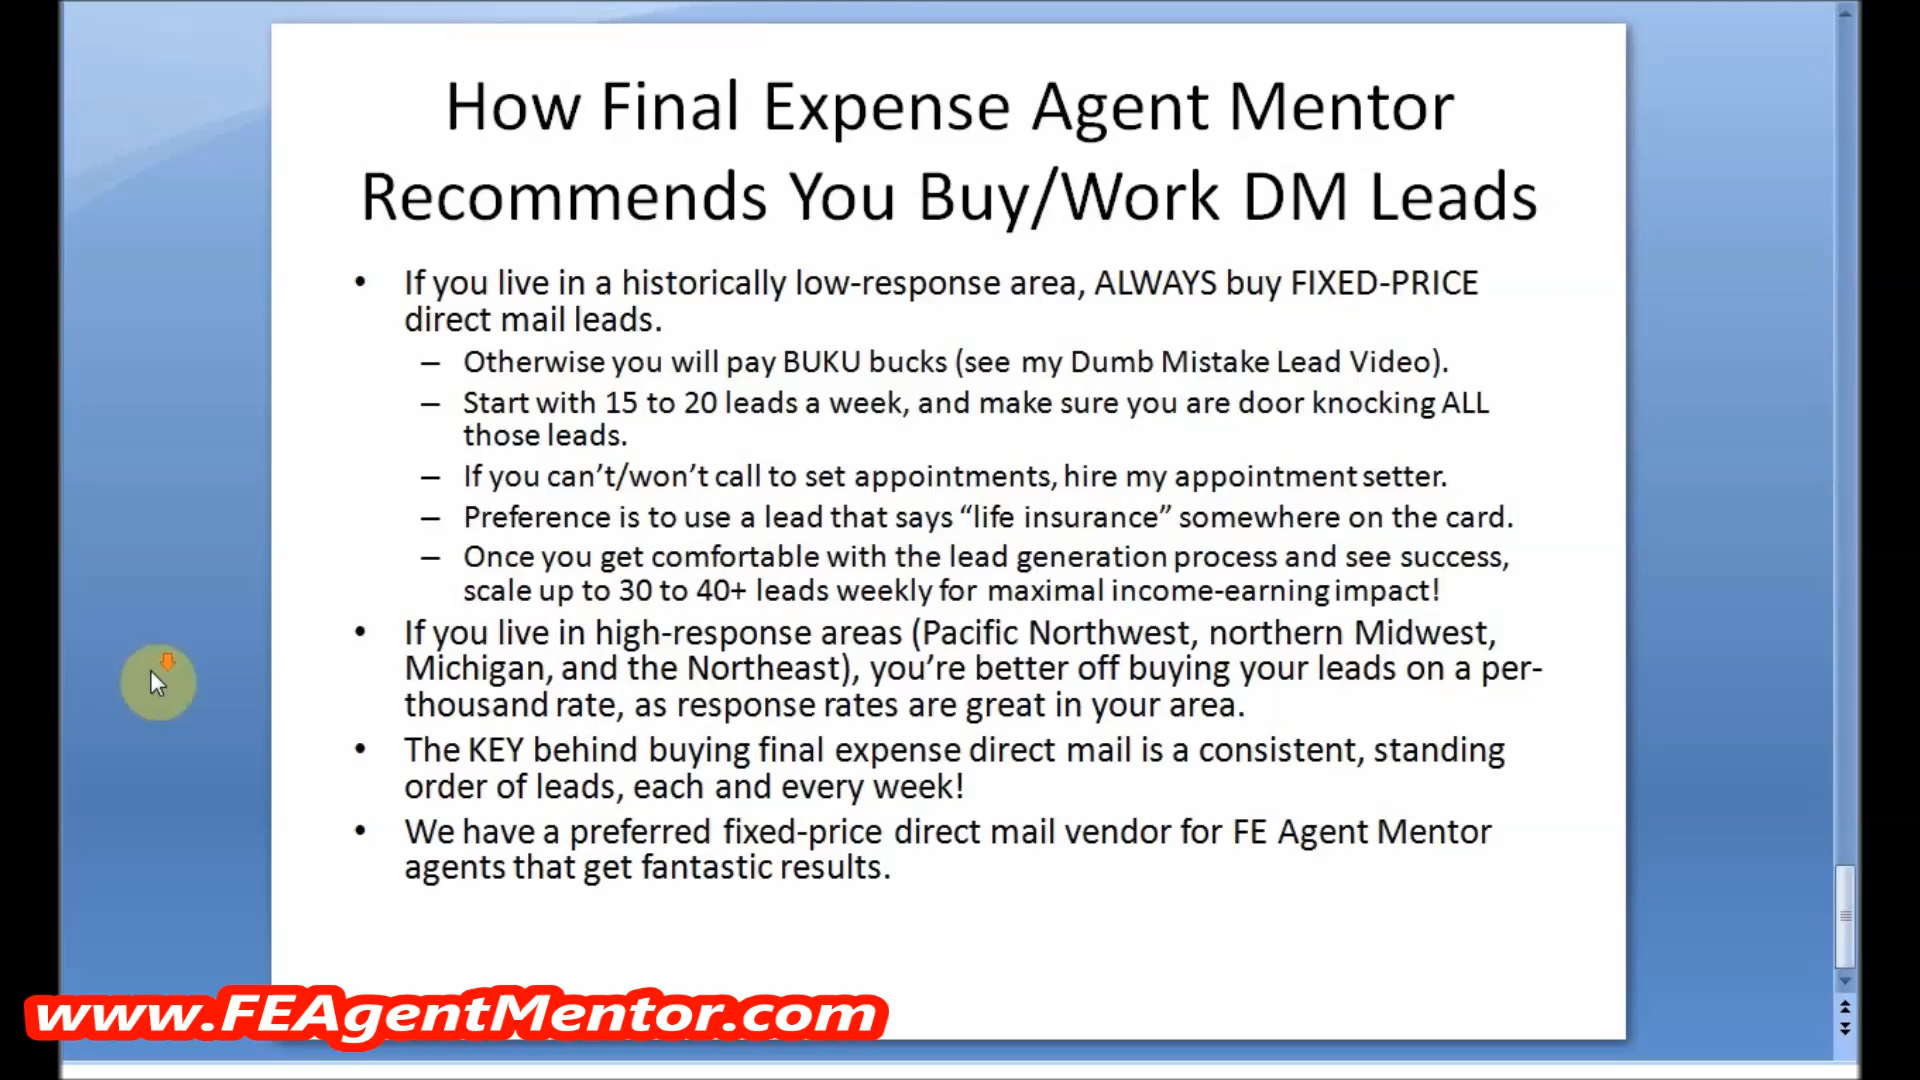 How Final Expense Agent Mentor
Recommends You Buy/Work DM Leads
• If you live in a historically low-response area, ALWAYS buy FIXED-PRICE
direct mail leads.
– Otherwise you will pay BUKU bucks (see my Dumb Mistake Lead Video).
– Start with 15 to 20 leads a week, and make sure you are door knocking ALL
those leads.
– If you can’t/won’t call to set appointments, hire my appointment setter.
– Preference is to use a lead that says “life insurance” somewhere on the card.
– Once you get comfortable with the lead generation process and see success,
scale up to 30 to 40+ leads weekly for maximal income-earning impact!
• If you live in high-response areas (Pacific Northwest, northern Midwest,
Michigan, and the Northeast), you’re better off buying your leads on a per-
thousand rate, as response rates are great in your area.
• The KEY behind buying final expense direct mail is a consistent, standing
order of leads, each and every week!
• We have a preferred fixed-price direct mail vendor for FE Agent Mentor
agents that get fantastic results.
www.FEAgentMentor.com